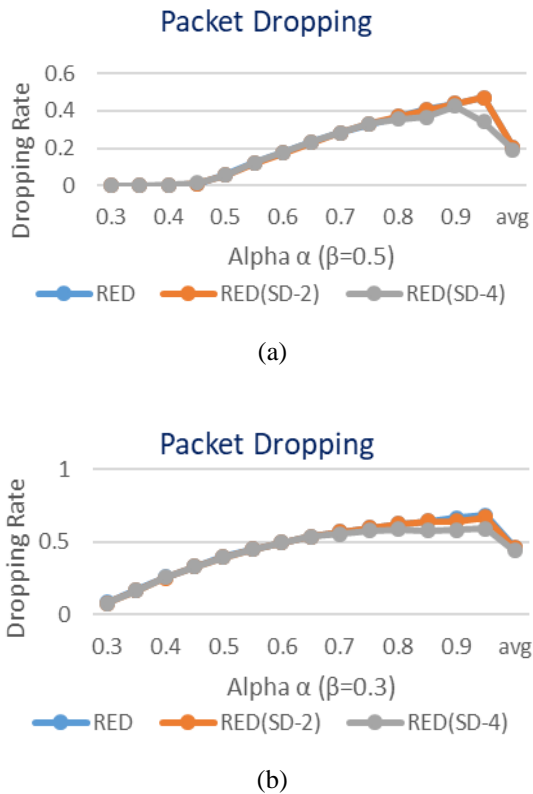 Packet Dropping
Dropping Rate
0.6
0.4
0.2
0
0.3 0.4 0.5 0.6 0.7 0.8 0.9 avg
Alpha α (β=0.5)
RED RED(SD-2) RED(SD-4)
(a)
Packet Dropping
Dropping Rate
1
0.5
0
0.3 0.4 0.5 0.6 0.7 0.8 0.9 avg
Alpha α (β=0.3)
RED RED(SD-2) RED(SD-4)
(b)